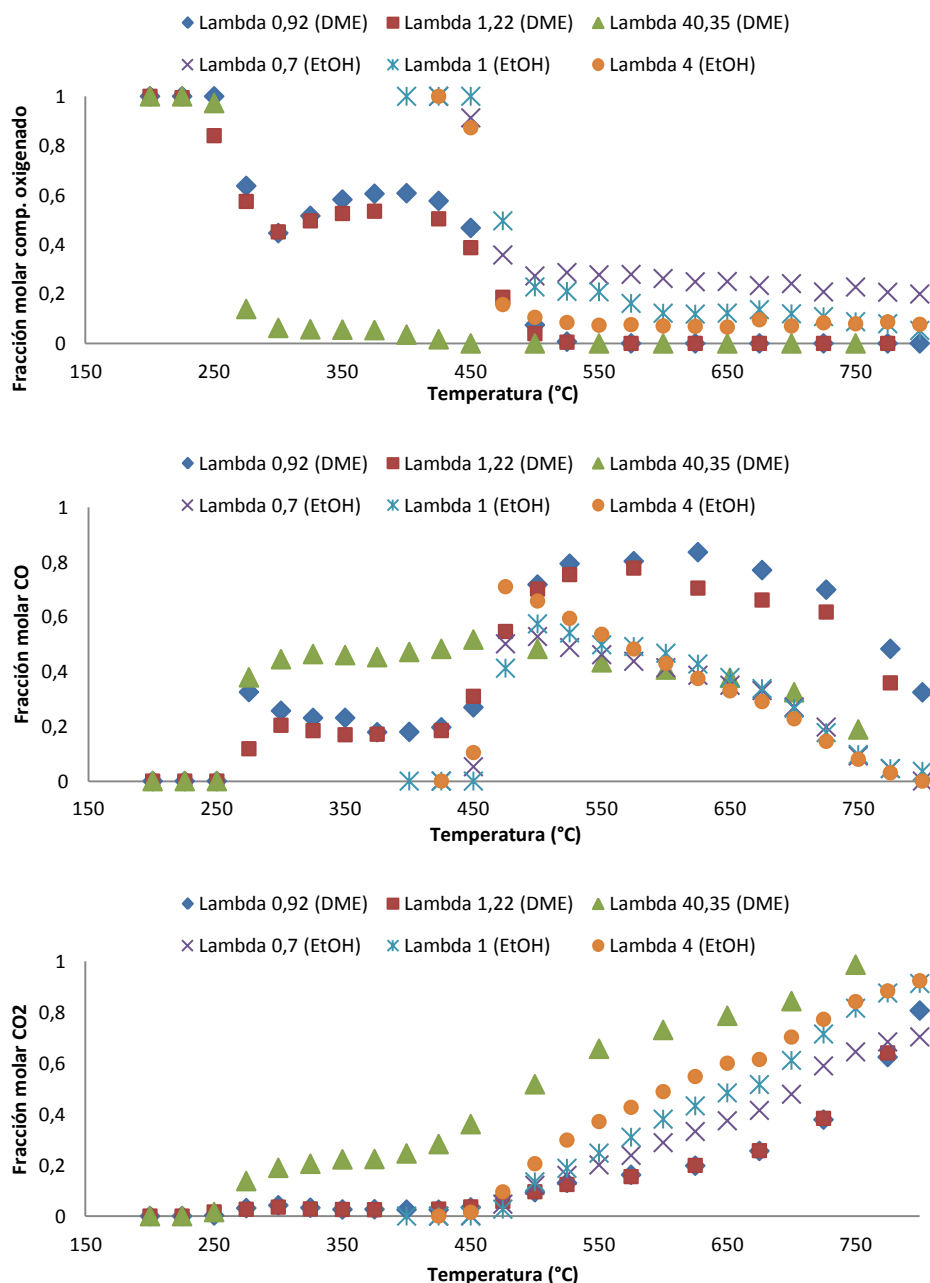 Lambda 0,92 (DME) Lambda 1,22 (DME) Lambda 40,35 (DME)
Lambda 0,7 (EtOH) Lambda 1 (EtOH) Lambda 4 (EtOH)
Fracción molar comp. oxigenado
1
0,8
0,6
0,4
0,2
0
150 250 350 450 550 650 750
Temperatura (°C)
Lambda 0,92 (DME) Lambda 1,22 (DME) Lambda 40,35 (DME)
Lambda 0,7 (EtOH) Lambda 1 (EtOH) Lambda 4 (EtOH)
Fracción molar CO
1
0,8
0,6
0,4
0,2
0
150 250 350 450 550 650 750
Temperatura (°C)
Lambda 0,92 (DME) Lambda 1,22 (DME) Lambda 40,35 (DME)
Lambda 0,7 (EtOH) Lambda 1 (EtOH) Lambda 4 (EtOH)
Fracción molar CO2
1
0,8
0,6
0,4
0,2
0
150 250 350 450 550 650 750
Temperatura (°C)